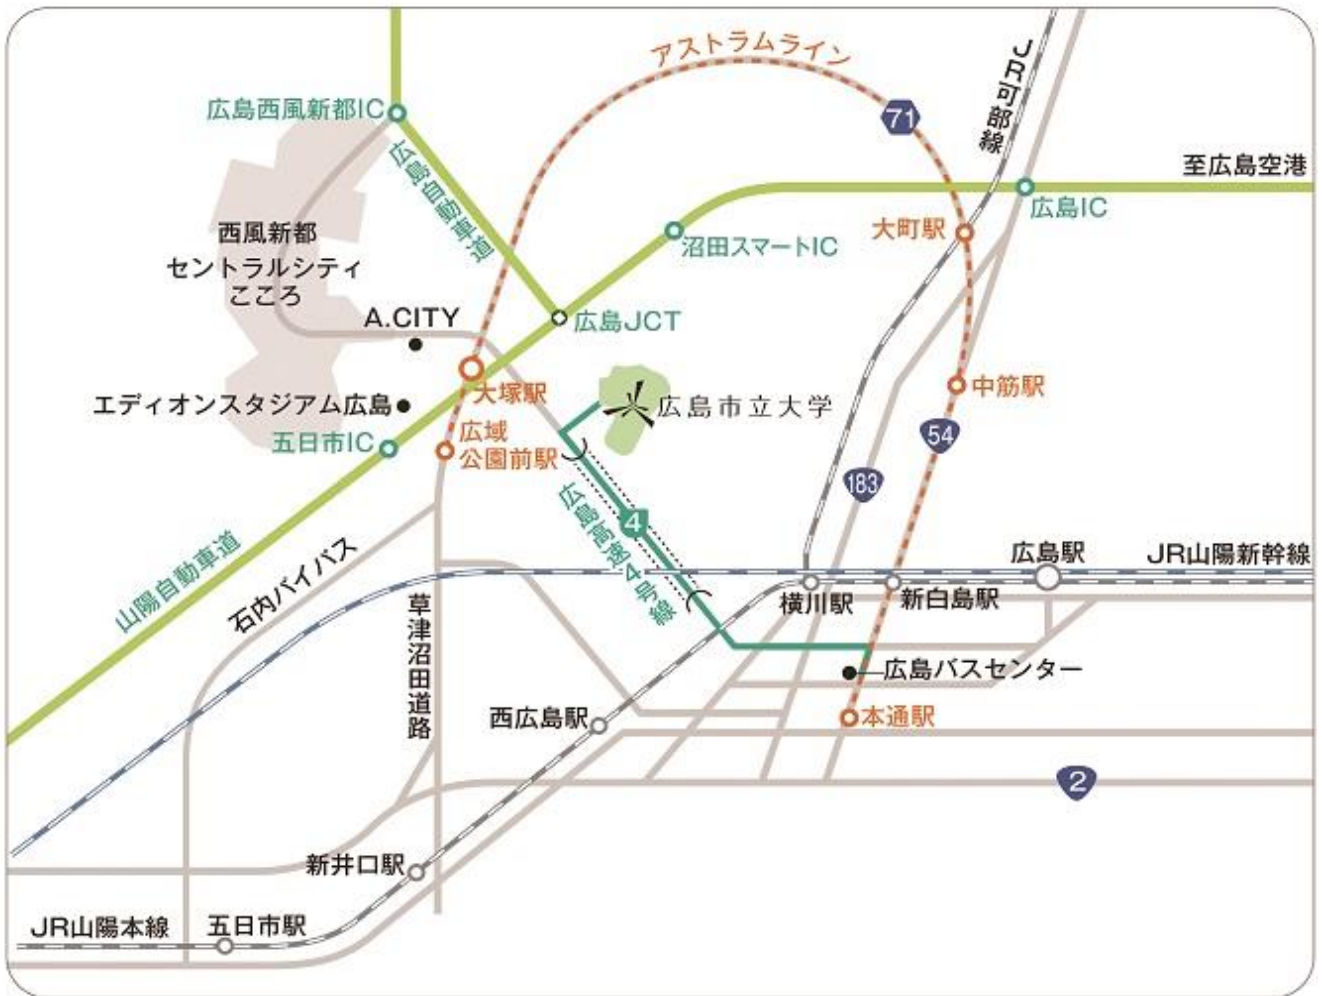 アストラムライン
JR可部線
広島西風新都IC
71
広島自動車道
至広島空港
広島IC
西風新都
セントラルシティ
こころ
大町駅
沼田スマートIC
A.CITY
広島JCT
大塚駅
中筋駅
エディオンスタジアム広島
広島市立大学
五日市IC
広域
公園前駅
54
183
広島高速4号線
4
山陽自動車道
石内バイパス
草津沼田道路
広島駅
JR山陽新幹線
横川駅
新白島駅
広島バスセンター
西広島駅
本通駅
2
新井口駅
JR山陽本線
五日市駅